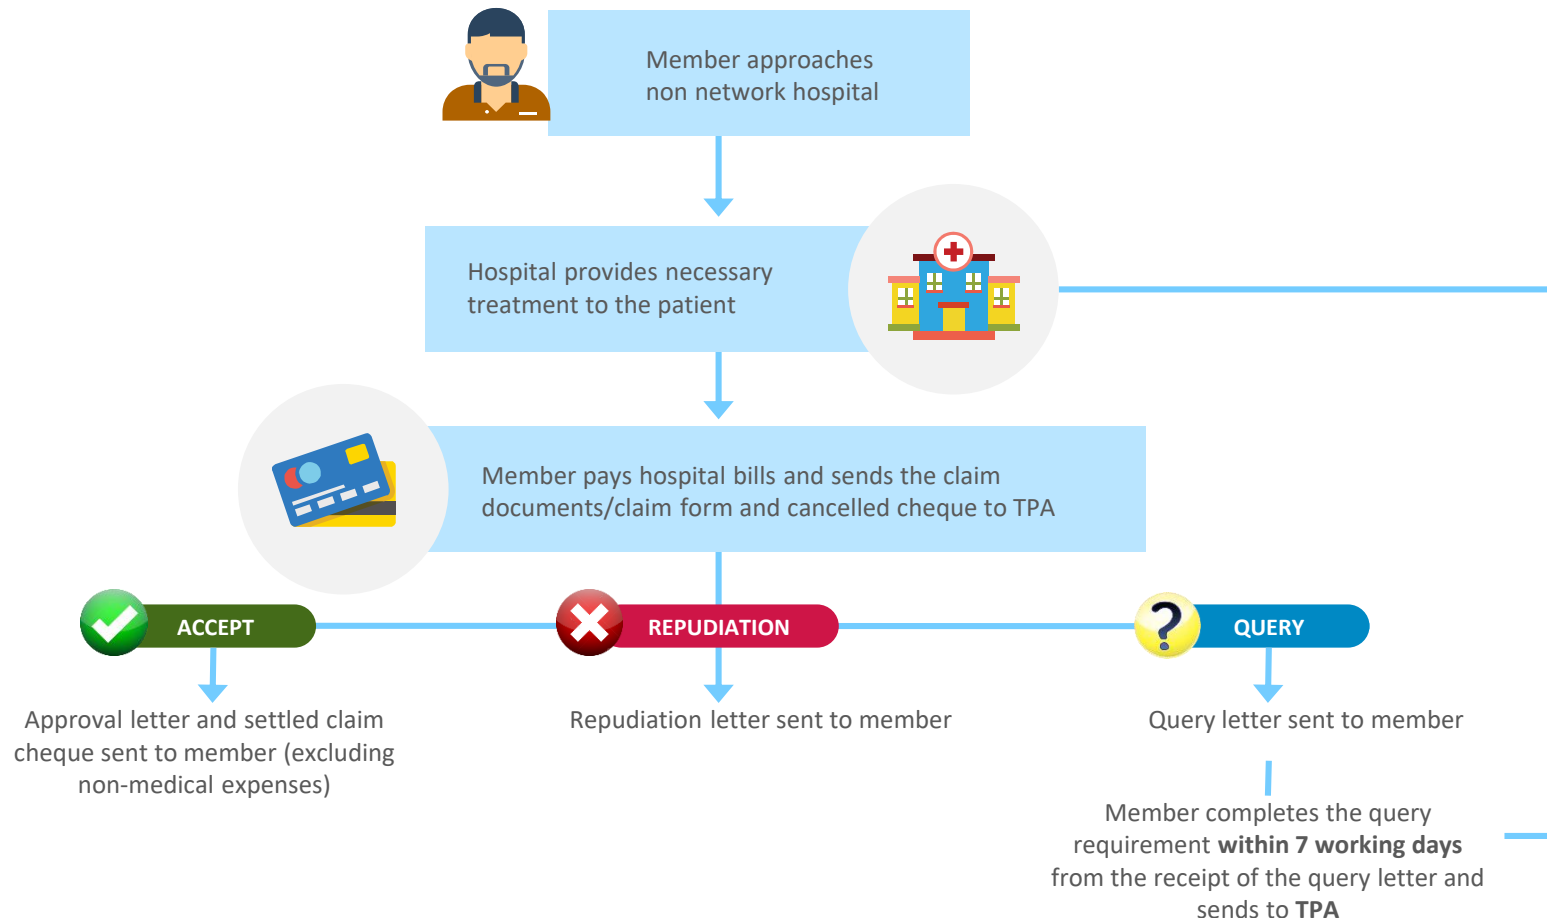 Member approaches
non network hospital
Hospital provides necessary
treatment to the patient
Member pays hospital bills and sends the claim
documents/claim form and cancelled cheque to TPA
ACCEPT
REPUDIATION
QUERY
Approval letter and settled claim
cheque sent to member (excluding
non-medical expenses)
Repudiation letter sent to member
Query letter sent to member
Member completes the query
requirement within 7 working days
from the receipt of the query letter and
sends to TPA